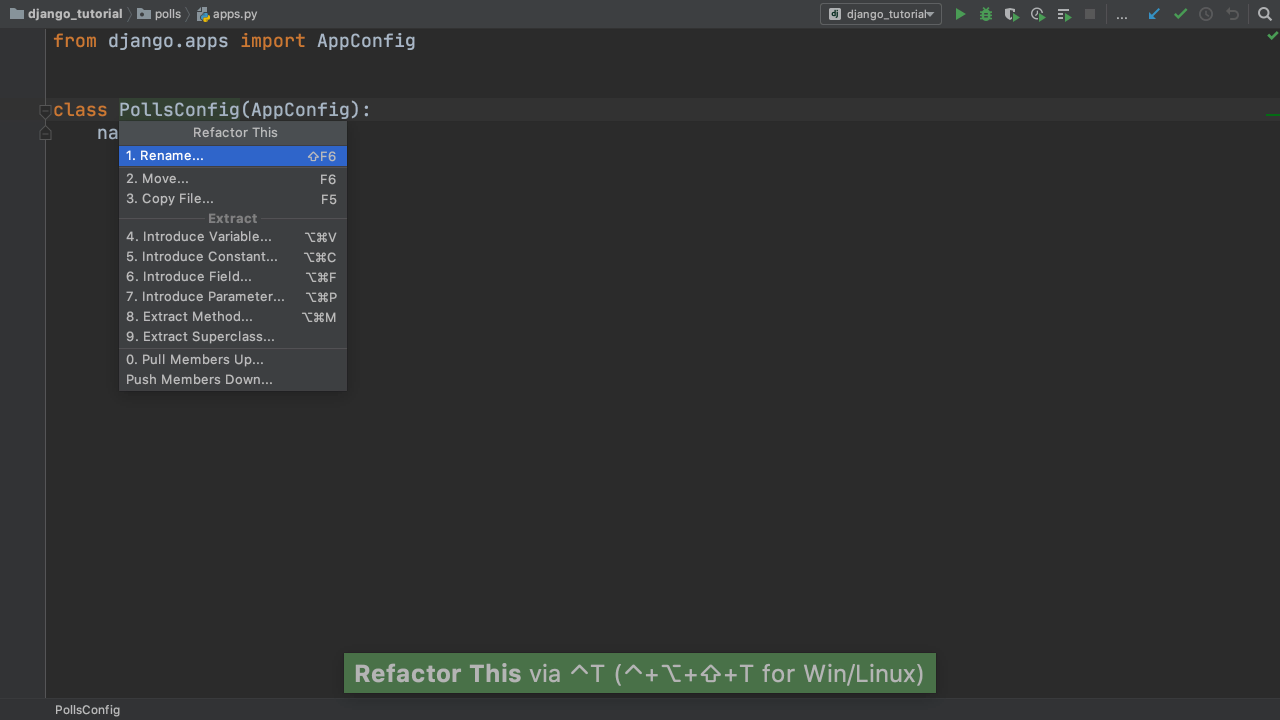 django_tutorial polls apps.py django_tutorial ...
from django.apps import AppConfig
class PollsConfig(AppConfig):
na
Refactor This
1. Rename... ⇧F6
2. Move... F6
3. Copy File... F5
Extract
4. Introduce Variable... ⌥⌘V
5. Introduce Constant... ⌥⌘C
6. Introduce Field... ⌥⌘F
7. Introduce Parameter... ⌥⌘P
8. Extract Method... ⌥⌘M
9. Extract Superclass...
0. Pull Members Up...
Push Members Down...
Refactor This via ^T (^+⌥+⇧+T for Win/Linux)
PollsConfig